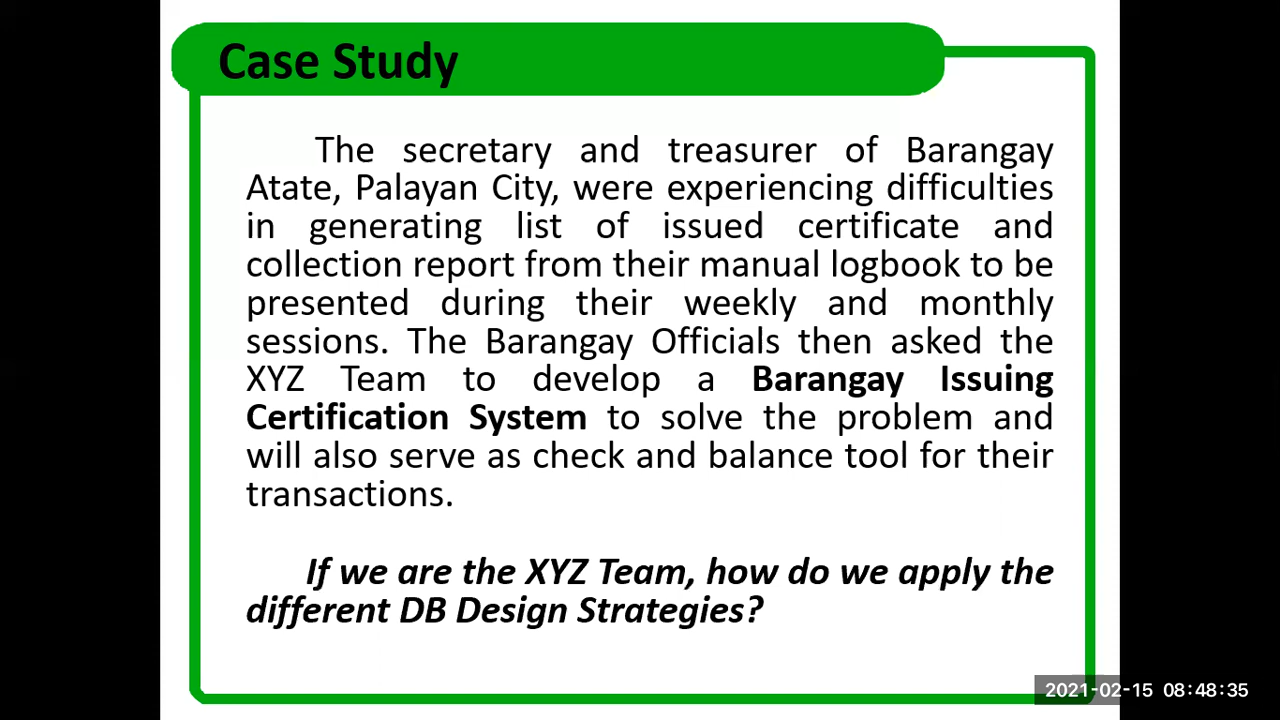 Case Study
The secretary and treasurer of Barangay
Atate, Palayan City, were experiencing difficulties
in generating list of issued certificate and
collection report from their manual logbook to be
presented during their weekly and monthly
sessions. The Barangay Officials then asked the
XYZ Team to develop a Barangay Issuing
Certification System to solve the problem and
will also serve as check and balance tool for their
transactions.
If we are the XYZ Team, how do we apply the
different DB Design Strategies?
2021-02-15 08:48:35